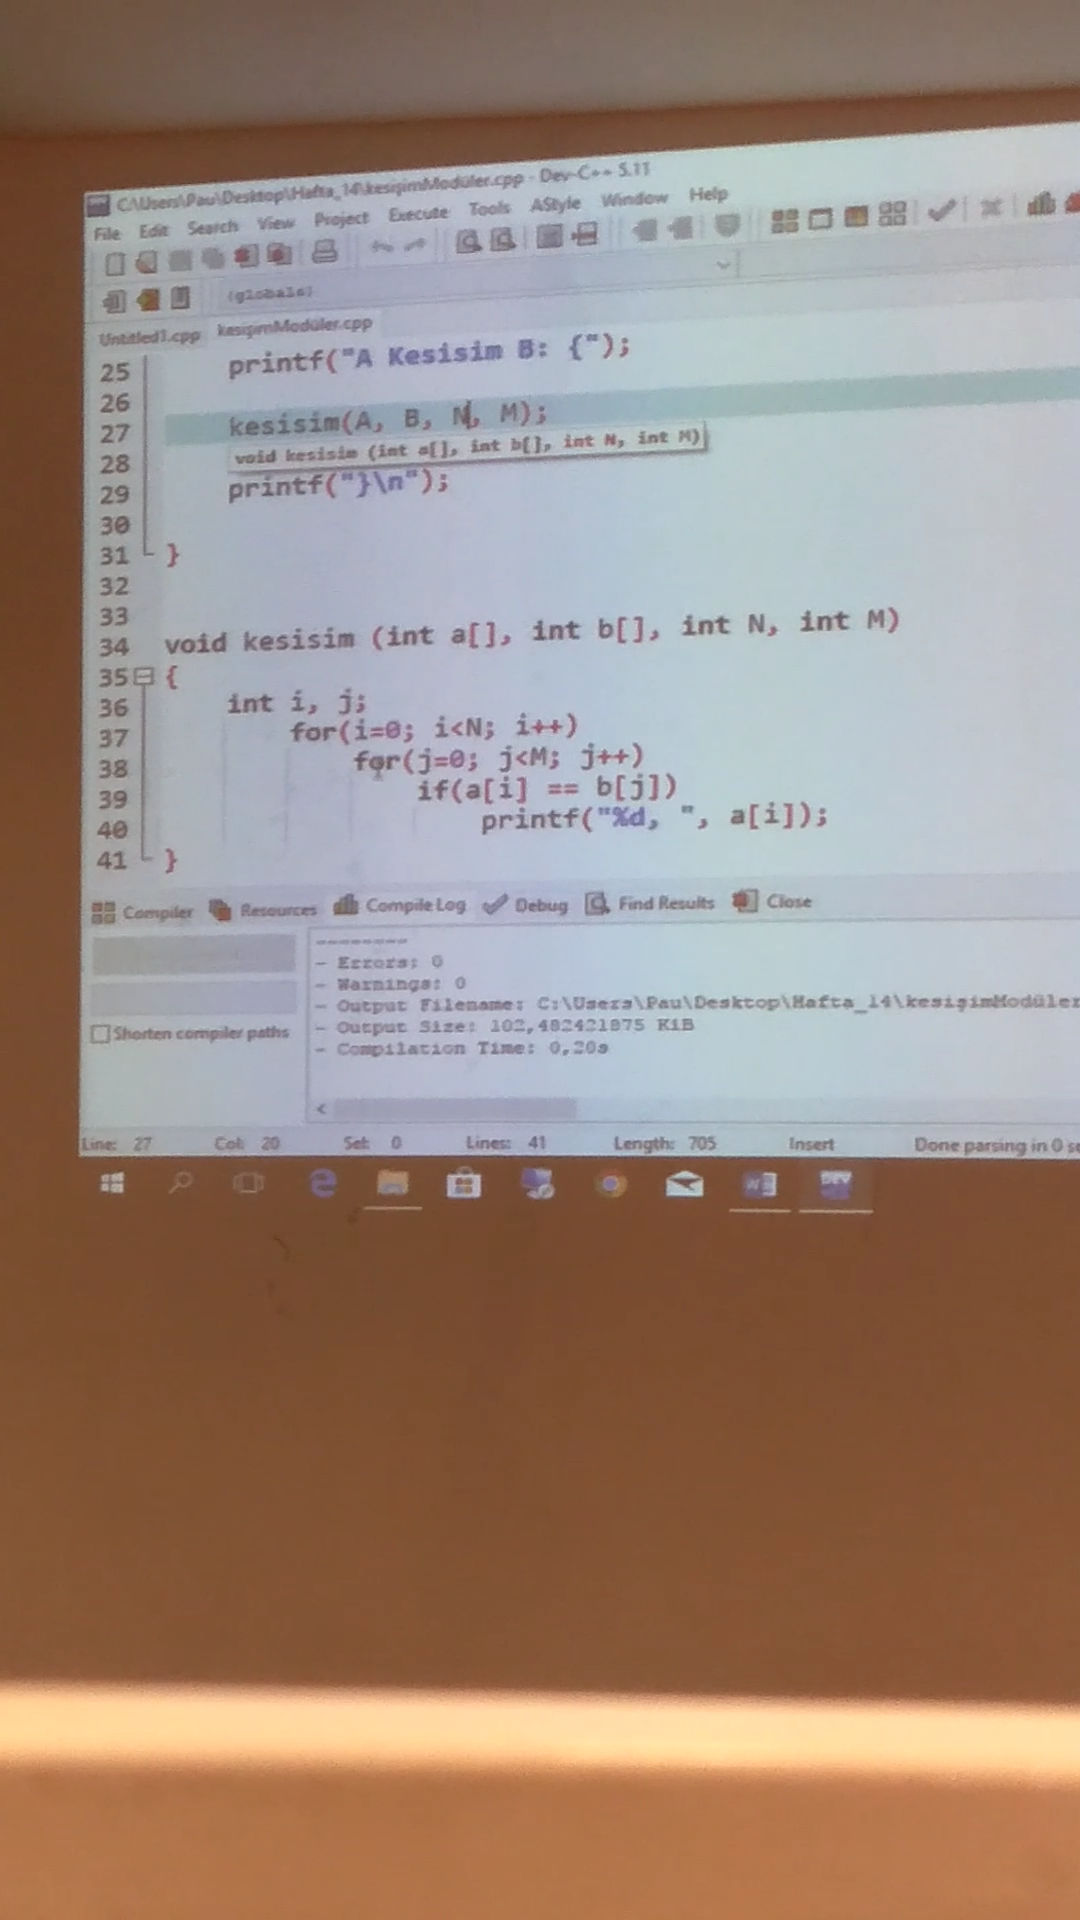 C:\Users\Pau\Desktop\Hafta_14\kesişimModüler.cpp - Dev-C++ 5.11
File Edit Search View Project Execute Tools AStyle Window Help
(globals)
Untitled1.cpp kesişimModüler.cpp
25 printf("A Kesisim B: {");
26
27 kesisim(A, B, N, M);
28 void kesisim (int a[], int b[], int N, int M)
29 printf("}\n");
30
31 }
32
33
34 void kesisim (int a[], int b[], int N, int M)
35 {
36 int i, j;
37 for(i=0; i<N; i++)
38 for(j=0; j<M; j++)
39 if(a[i] == b[j])
40 printf("%d, ", a[i]);
41 }
Compiler Resources Compile Log Debug Find Results Close
--------
- Errors: 0
- Warnings: 0
- Output Filename: C:\Users\Pau\Desktop\Hafta_14\kesişimModüler
Shorten compiler paths
- Output Size: 102,482421875 KiB
- Compilation Time: 0,20s
Line: 27 Col: 20 Sel: 0 Lines: 41 Length: 705 Insert Done parsing in 0 se
DEV